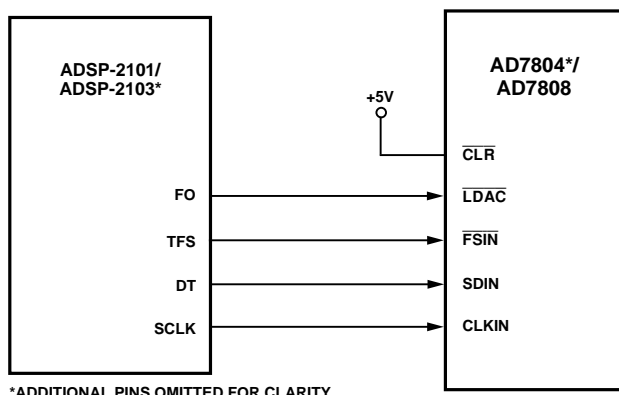 ADSP-2101/
ADSP-2103*
AD7804*/
AD7808
+5V
CLR
FO
LDAC
TFS
FSIN
DT
SDIN
SCLK
CLKIN
*ADDITIONAL PINS OMITTED FOR CLARITY